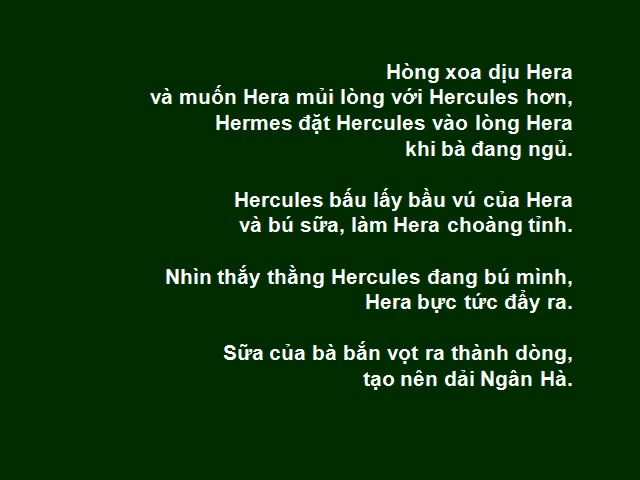 Hòng xoa dịu Hera
và muốn Hera mủi lòng với Hercules hơn,
Hermes đặt Hercules vào lòng Hera
khi bà đang ngủ.
Hercules bấu lấy bầu vú của Hera
và bú sữa, làm Hera choàng tỉnh.
Nhìn thấy thằng Hercules đang bú mình,
Hera bực tức đẩy ra.
Sữa của bà bắn vọt ra thành dòng,
tạo nên dải Ngân Hà.